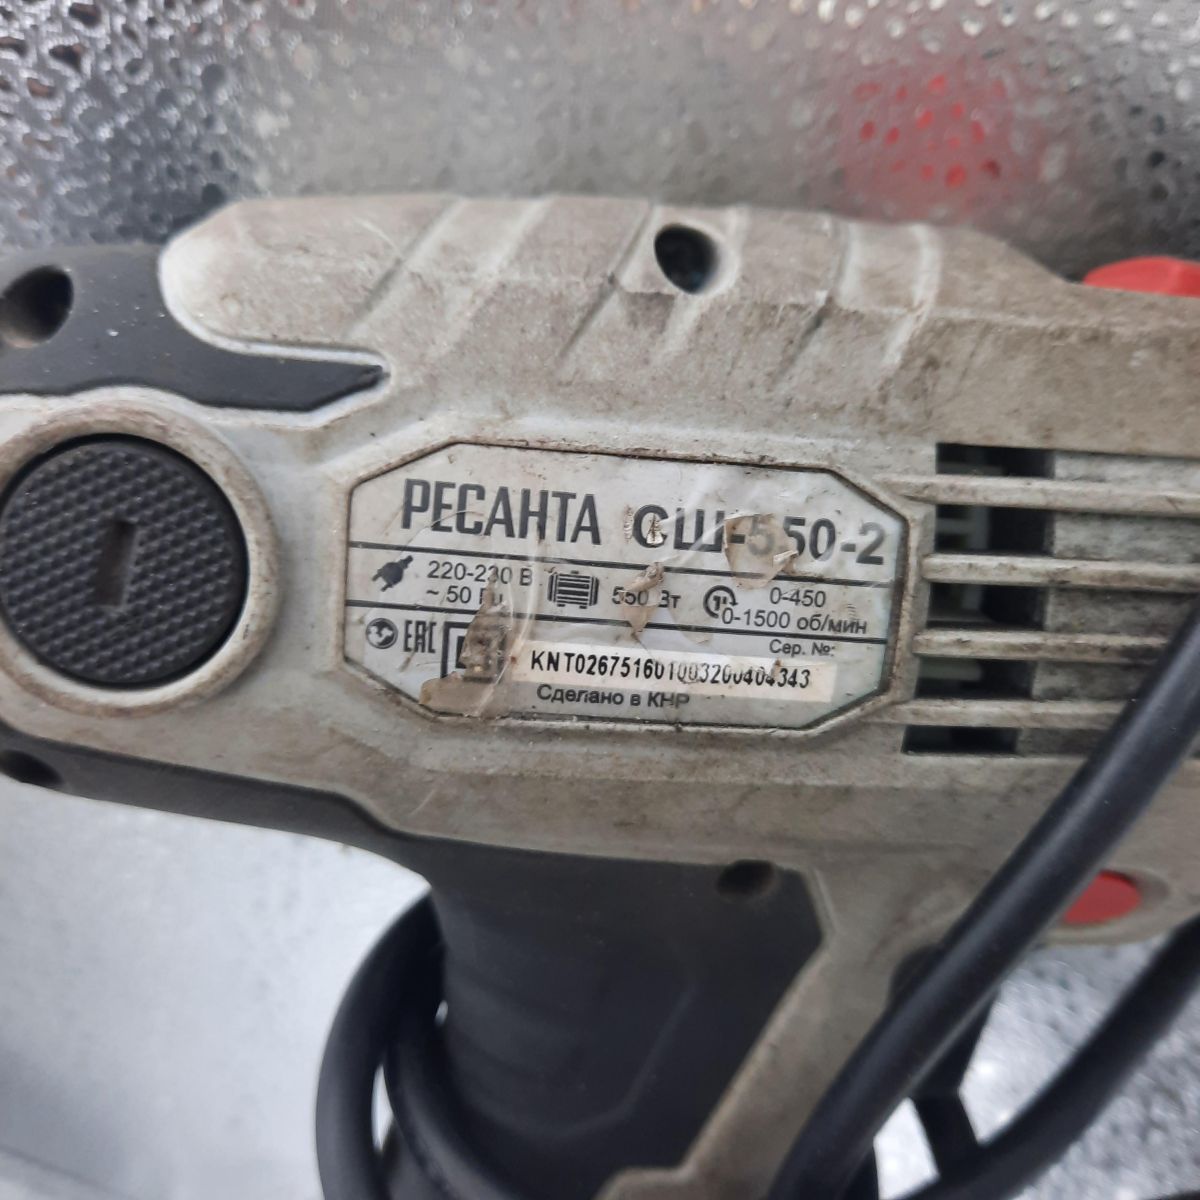 РЕСАНТА СШ-550-2
220-230 В
~ 50 Гц
550 Вт
0-450
0-1500 об/мин
EAC
Сер. №:
KNT026751601003200404343
Сделано в КНР